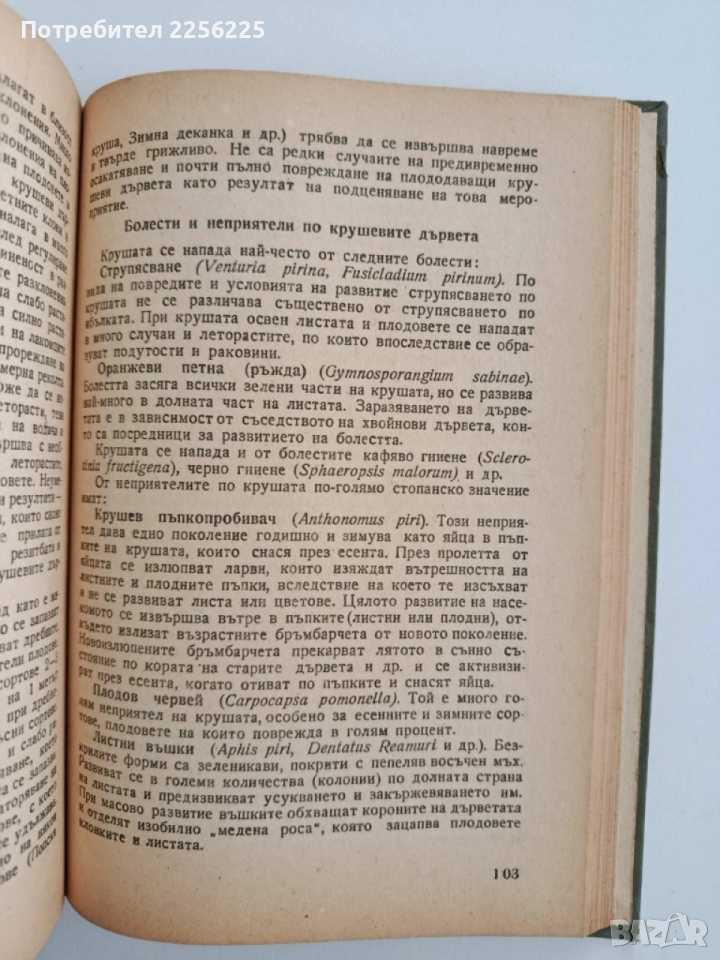 Потребител 2256225
круша, Зимна деканка и др.) трябва да се извършва навреме
и твърде грижливо. Не са редки случаите на предивременно
осакатяване и почти пълно повреждане на плододаващи кру-
шеви дървета като резултат на подценяване на това меро-
приятие.
Болести и неприятели по крушевите дървета
Крушата се напада най-често от следните болести:
Струпясване (Venturia pirina, Fusicladium pirinum). По
вида на повредите и условията на развитие струпясването по
крушата не се различава съществено от струпясването по
ябълката. При крушата освен листата и плодовете се нападат
в много случаи и леторастите, по които впоследствие се обра-
зуват подутости и раковини.
Оранжеви петна (ръжда) (Gymnosporangium sabinae).
Болестта засяга всички зелени части на крушата, но се развива
най-много в долната част на листата. Заразяването на дърве-
тата е в зависимост от съседството на хвойнови дървета, кои-
то са посредници за развитието на болестта.
Крушата се напада и от болестите кафяво гниене (Sclero-
tinia fructigena), черно гниене (Sphaeropsis malorum) и др.
От неприятелите по крушата по-голямо стопанско значение
имат:
Крушев пъпкопробивач (Anthonomus piri). Този неприя-
тел дава едно поколение годишно и зимува като яйца в пъп-
ките на крушата, които снася през есента. През пролетта от
яйцата се излюпват ларви, които изяждат вътрешността на
листните и плодните пъпки, вследствие на което те изсъхват
и не се развиват листа или цветове. Цялото развитие на насе-
комото се извършва вътре в пъпките (листни или плодни), от-
където излизат възрастните бръмбарчета от новото поколение.
Новоизлюпените бръмбарчета прекарват лятото в сънно със-
тояние по кората на старите дървета и др. и се активизи-
рат през есента, когато отиват по пъпките и снасят яйца.
Плодов червей (Carpocapsa pomonella). Той е много го-
лям неприятел на крушата, особено за есенните и зимните сор-
тове, плодовете на които поврежда в голям процент.
Листни въшки (Aphis piri, Dentatus Reamuri и др.). Без-
крилите форми са зеленикави, покрити с пепеляв восъчен мъх.
Развиват се в големи количества (колонии) по долната страна
на листата и предизвикват усукването и закържевяването им.
При масово развитие въшките обхващат короните на дърветата
и отделят изобилно „медена роса“, която зацапва плодовете
клонките и листата.
103
bazar